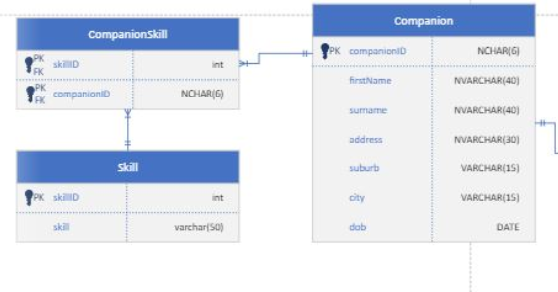 CompanionSkill
PK FK skillID int
PK FK companionID NCHAR(6)
Skill
PK skillID int
skill varchar(50)
Companion
PK companionID NCHAR(6)
firstName NVARCHAR(40)
surname NVARCHAR(40)
address NVARCHAR(30)
suburb VARCHAR(15)
city VARCHAR(15)
dob DATE